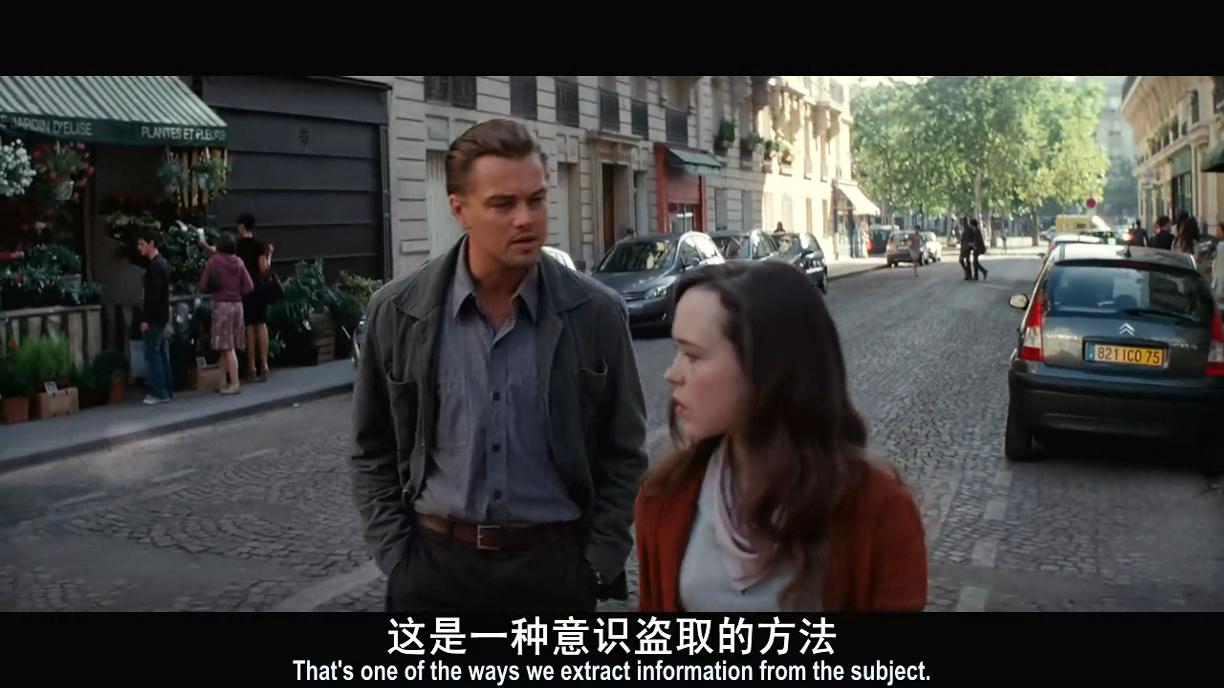 JARDIN D'ELISE
PLANTES ET FLEURS
821 ICO 75
这是一种意识盗取的方法
That's one of the ways we extract information from the subject.